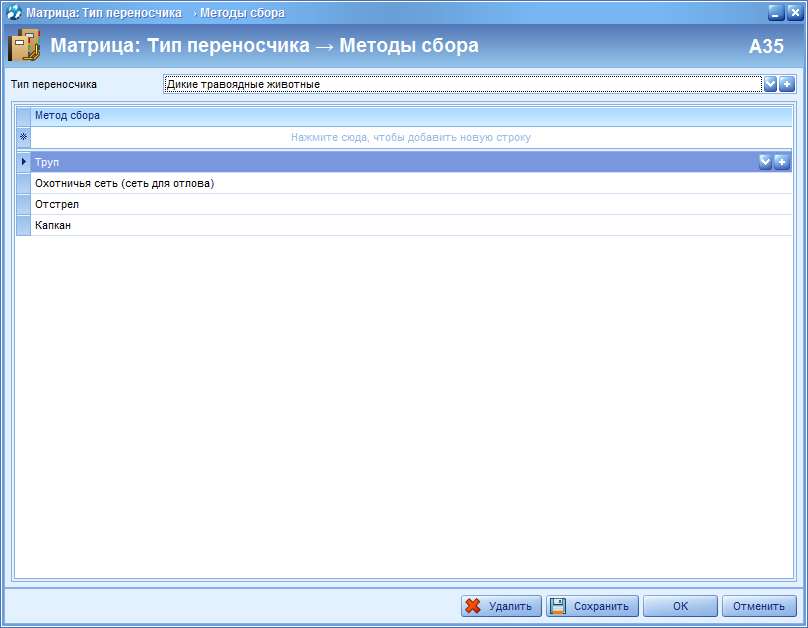 Матрица: Тип переносчика → Методы сбора
Матрица: Тип переносчика → Методы сбора
A35
Тип переносчика
Дикие травоядные животные
Метод сбора
Нажмите сюда, чтобы добавить новую строку
Труп
Охотничья сеть (сеть для отлова)
Отстрел
Капкан
Удалить
Сохранить
OK
Отменить